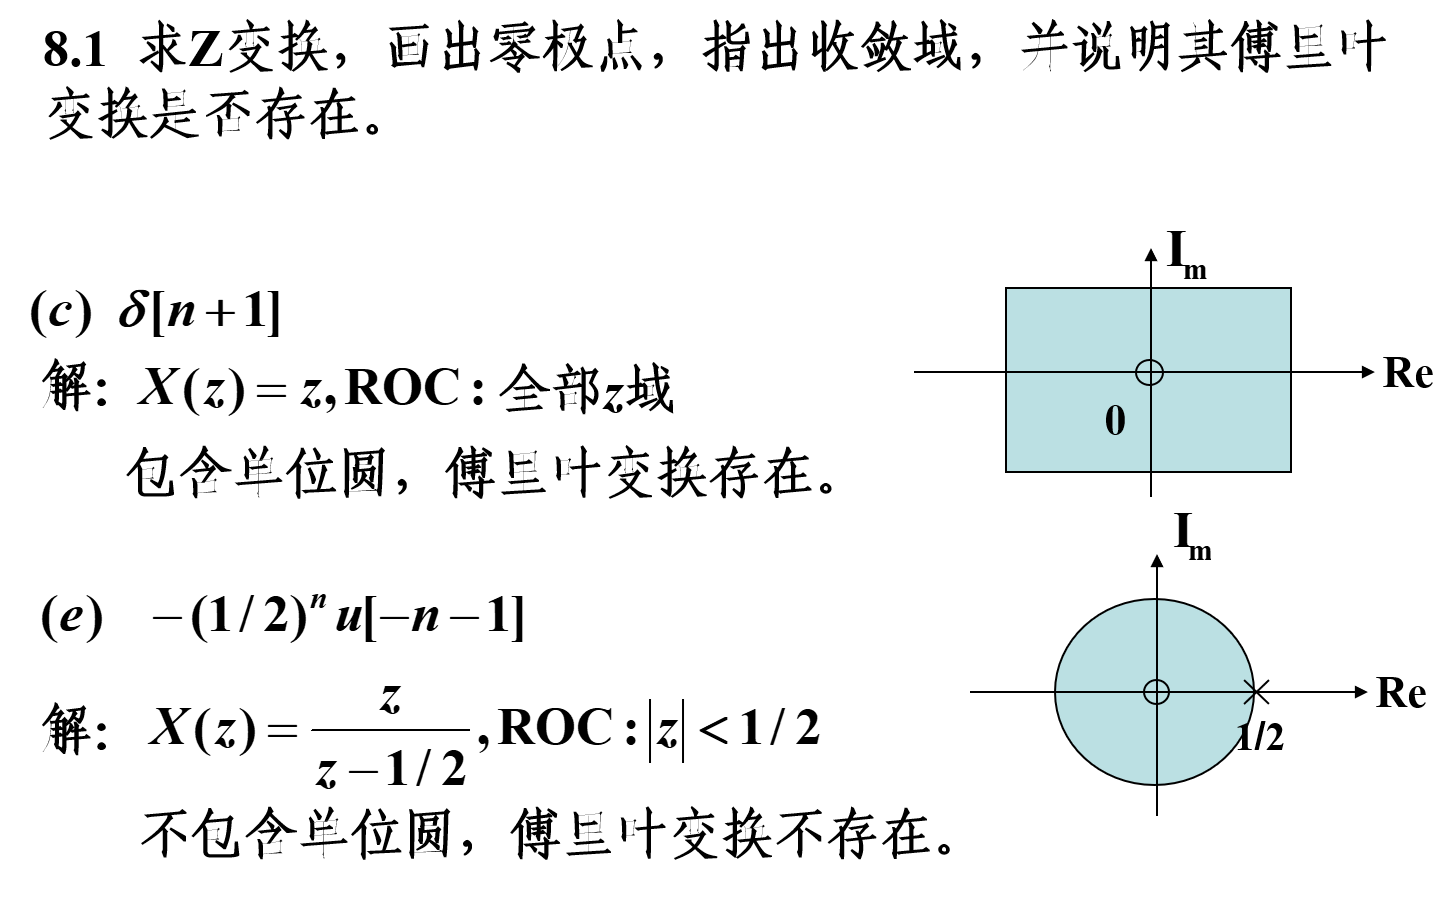 8.1 求Z变换，画出零极点，指出收敛域，并说明其傅里叶
变换是否存在。
(c) δ[n+1]
解: X(z) = z, ROC: 全部z域
包含单位圆，傅里叶变换存在。
Im
Re
0
(e) −(1/2)ⁿ u[−n−1]
解: X(z) = z / (z−1/2), ROC: |z| < 1/2
不包含单位圆，傅里叶变换不存在。
Im
Re
1/2